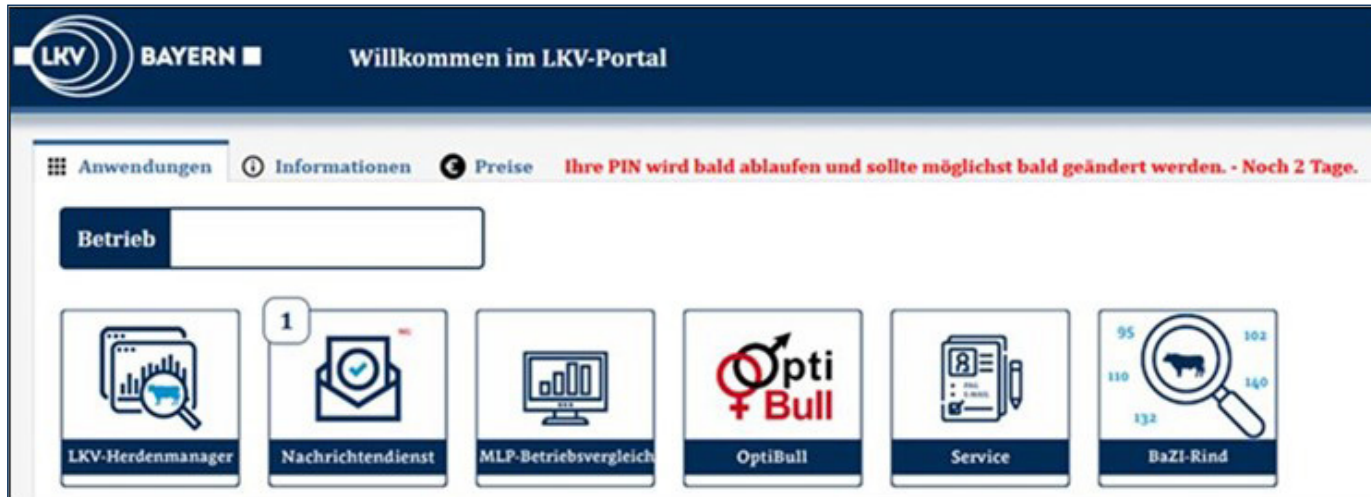 LKV BAYERN
Willkommen im LKV-Portal
Anwendungen Informationen Preise Ihre PIN wird bald ablaufen und sollte möglichst bald geändert werden. - Noch 2 Tage.
Betrieb
1
Opti
Bull
95 102
110 140
132
LKV-Herdenmanager Nachrichtendienst MLP-Betriebsvergleich OptiBull Service BaZI-Rind